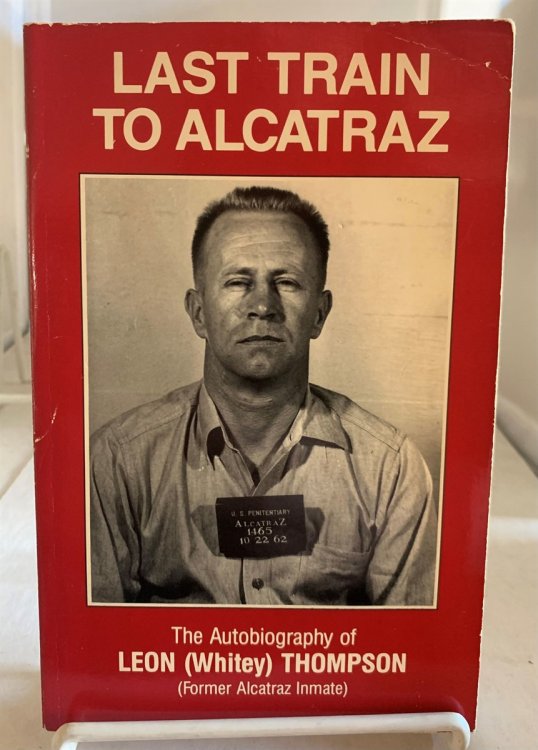 LAST TRAIN
TO ALCATRAZ
U. S. PENITENTIARY
ALCATRAZ
1465
10 22 62
The Autobiography of
LEON (Whitey) THOMPSON
(Former Alcatraz Inmate)